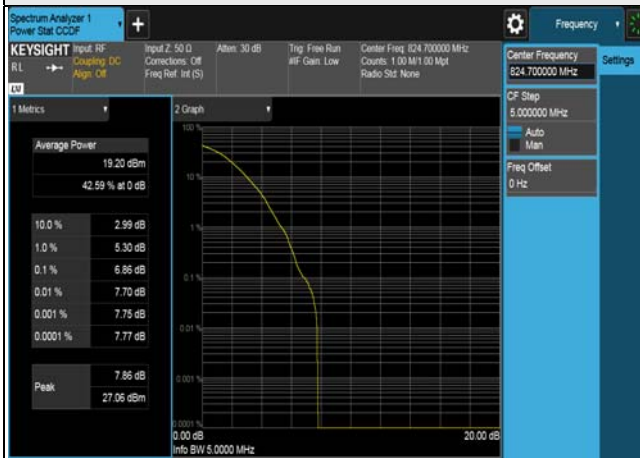 Spectrum Analyzer 1
Power Stat CCDF
+
Frequency
KEYSIGHT
RL
Input: RF
Coupling: DC
Align: Off
Input Z: 50 Ω
Corrections: Off
Freq Ref: Int (S)
Atten: 30 dB
Trig: Free Run
#IF Gain: Low
Center Freq: 824.700000 MHz
Counts: 1.00 M/1.00 Mpt
Radio Std: None
Center Frequency
824.700000 MHz
Settings
CF Step
5.000000 MHz
Auto
Man
Freq Offset
0 Hz
1 Metrics
Average Power
19.20 dBm
42.59 % at 0 dB
10.0 % 2.99 dB
1.0 % 5.30 dB
0.1 % 6.86 dB
0.01 % 7.70 dB
0.001 % 7.75 dB
0.0001 % 7.77 dB
Peak
7.86 dB
27.06 dBm
2 Graph
100 %
10 %
1 %
0.1 %
0.01 %
0.001 %
0.0001 %
0.00 dB
20.00 dB
Info BW 5.0000 MHz